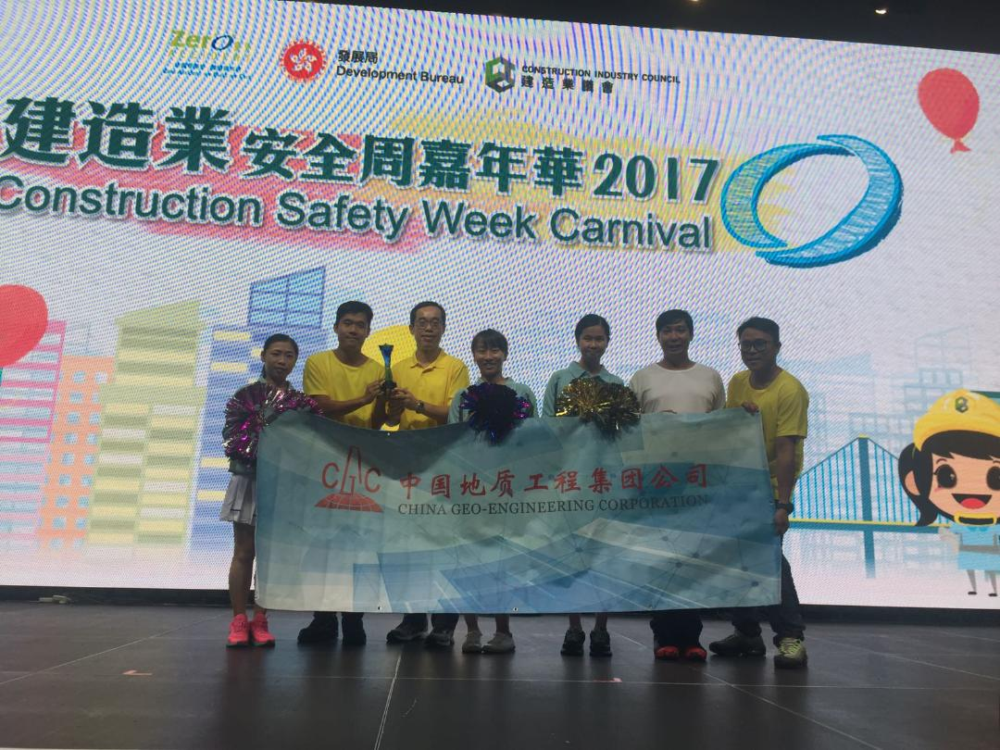 發展局
Development Bureau
CONSTRUCTION INDUSTRY COUNCIL
建造業議會
建造業安全周嘉年華2017
Construction Safety Week Carnival
中国地质工程集团公司
CHINA GEO-ENGINEERING CORPORATION